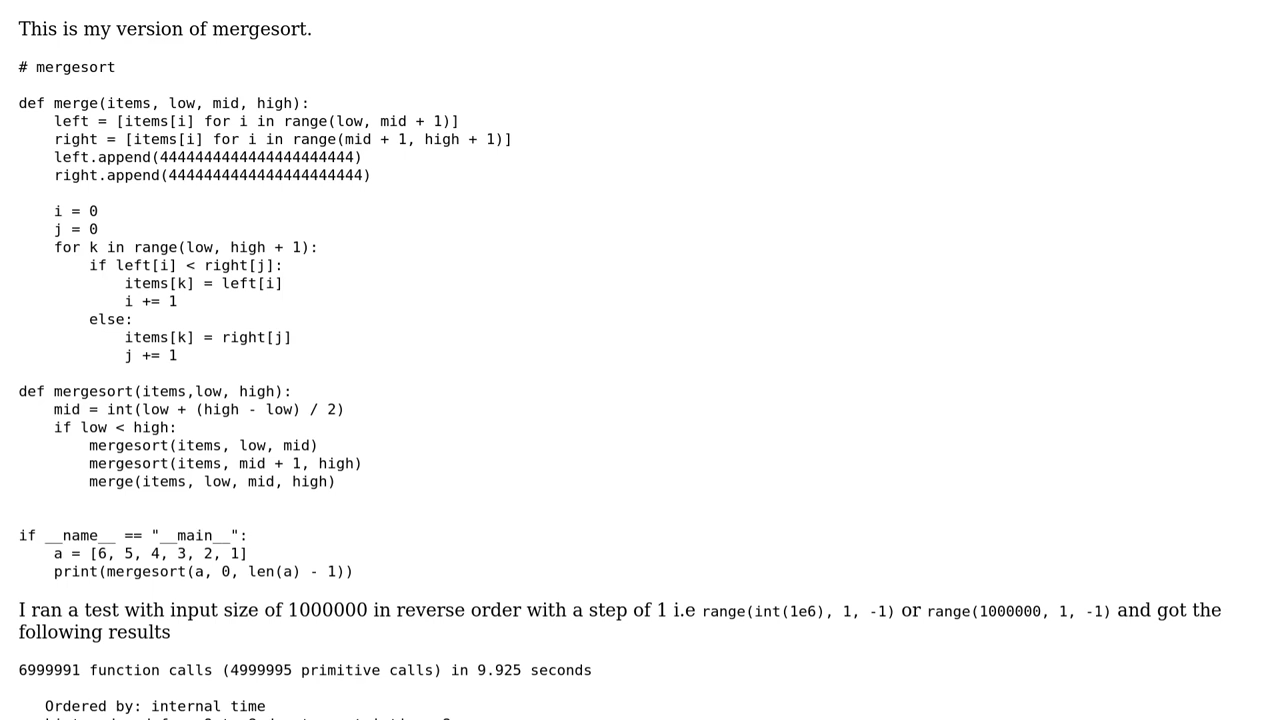 This is my version of mergesort.
# mergesort
def merge(items, low, mid, high):
    left = [items[i] for i in range(low, mid + 1)]
    right = [items[i] for i in range(mid + 1, high + 1)]
    left.append(4444444444444444444444)
    right.append(4444444444444444444444)
    i = 0
    j = 0
    for k in range(low, high + 1):
        if left[i] < right[j]:
            items[k] = left[i]
            i += 1
        else:
            items[k] = right[j]
            j += 1
def mergesort(items,low, high):
    mid = int(low + (high - low) / 2)
    if low < high:
        mergesort(items, low, mid)
        mergesort(items, mid + 1, high)
        merge(items, low, mid, high)
if __name__ == "__main__":
    a = [6, 5, 4, 3, 2, 1]
    print(mergesort(a, 0, len(a) - 1))
I ran a test with input size of 1000000 in reverse order with a step of 1 i.e range(int(1e6), 1, -1) or range(1000000, 1, -1) and got the
following results
6999991 function calls (4999995 primitive calls) in 9.925 seconds
   Ordered by: internal time